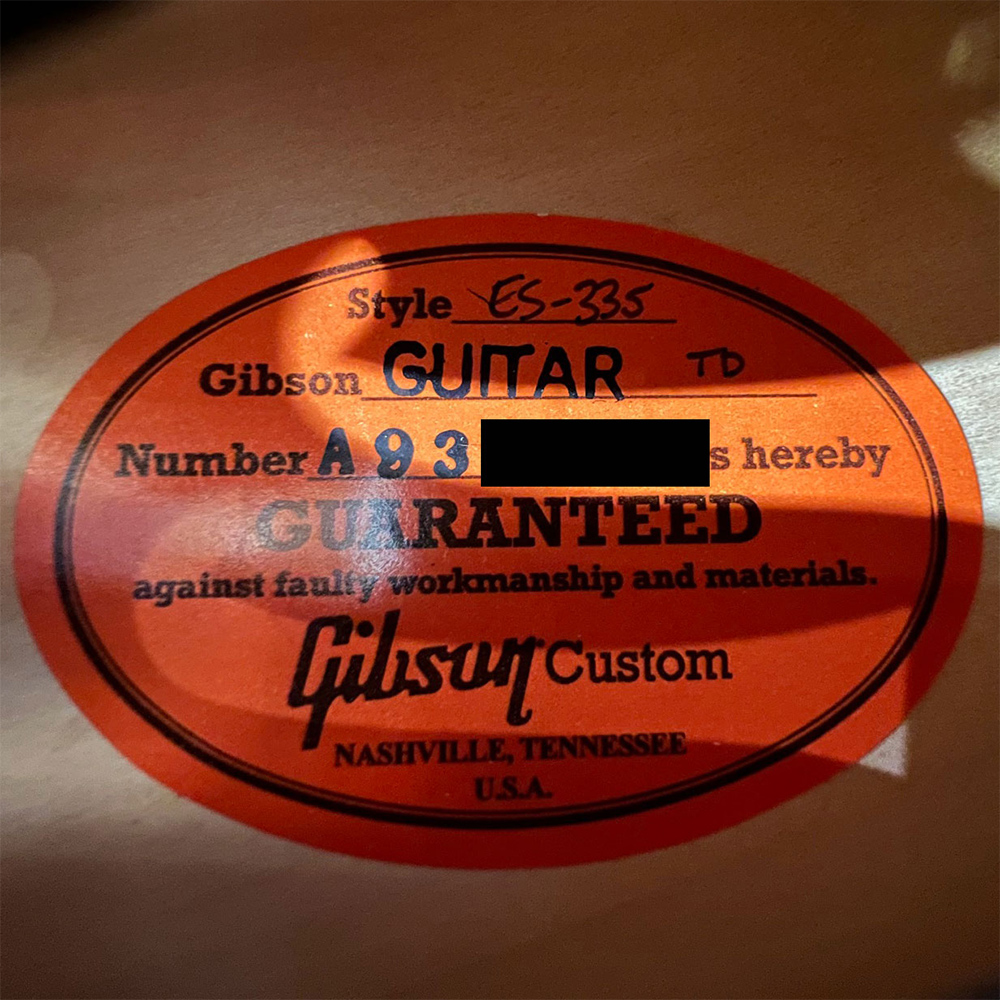 Style ES-335
Gibson GUITAR TD
Number A 9 3 s hereby
GUARANTEED
against faulty workmanship and materials.
Gibson Custom
NASHVILLE, TENNESSEE
U.S.A.